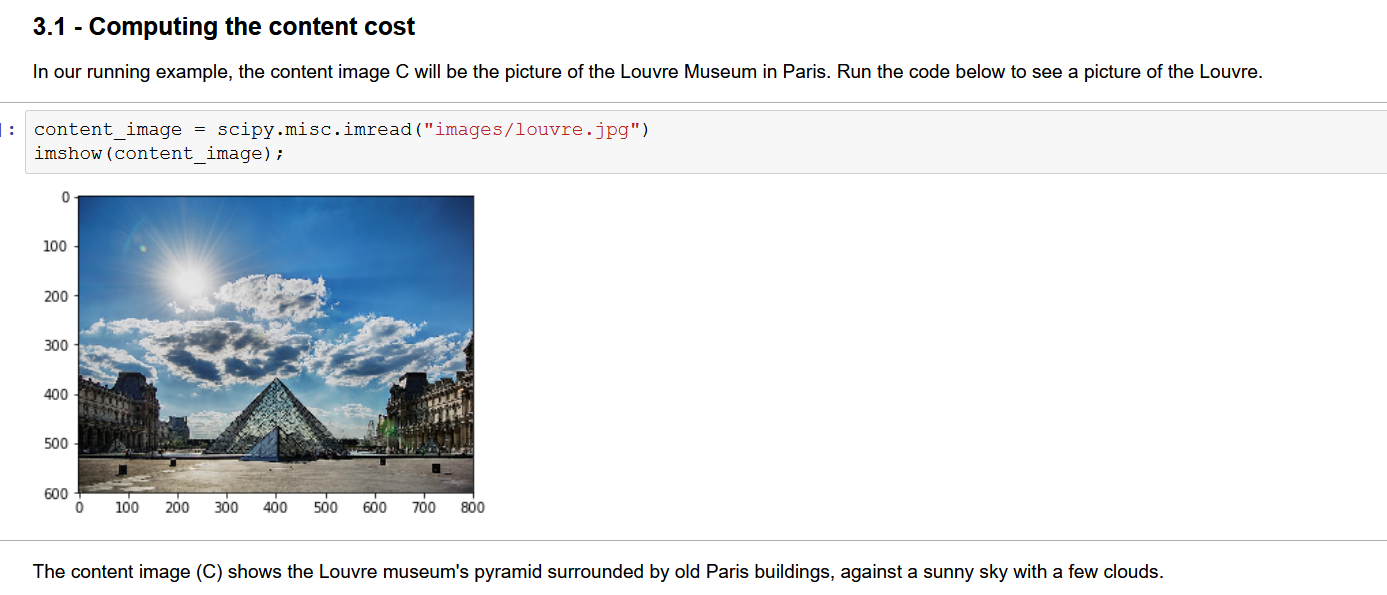 3.1 - Computing the content cost
In our running example, the content image C will be the picture of the Louvre Museum in Paris. Run the code below to see a picture of the Louvre.
]: content_image = scipy.misc.imread("images/louvre.jpg")
imshow(content_image);
0
100
200
300
400
500
600
0 100 200 300 400 500 600 700 800
The content image (C) shows the Louvre museum's pyramid surrounded by old Paris buildings, against a sunny sky with a few clouds.